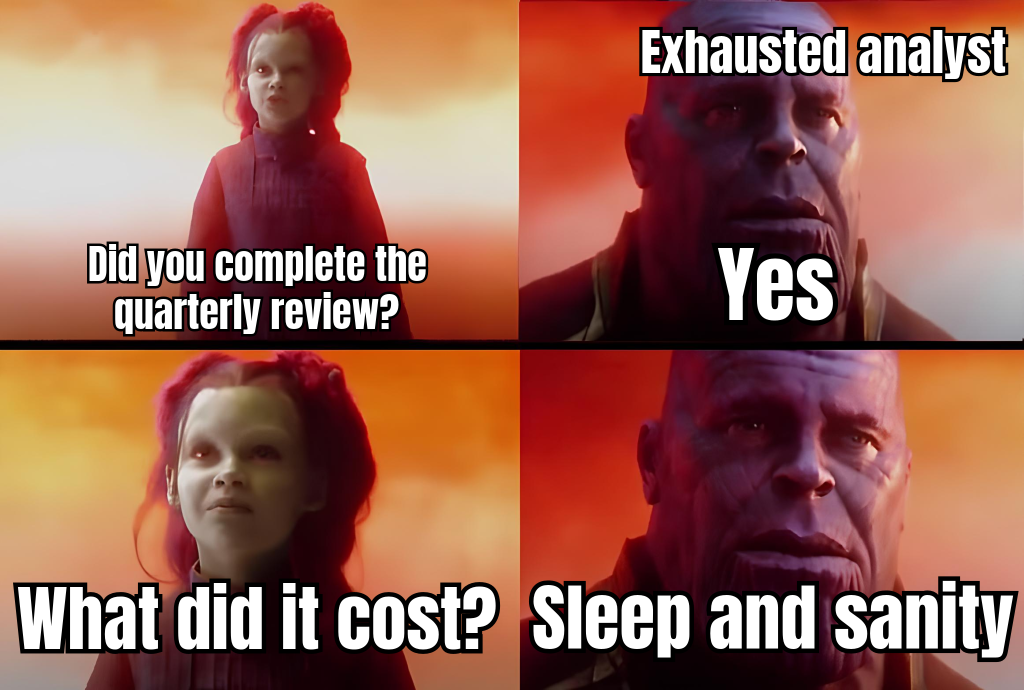 Did you complete the
quarterly review?
Exhausted analyst
Yes
What did it cost?
Sleep and sanity